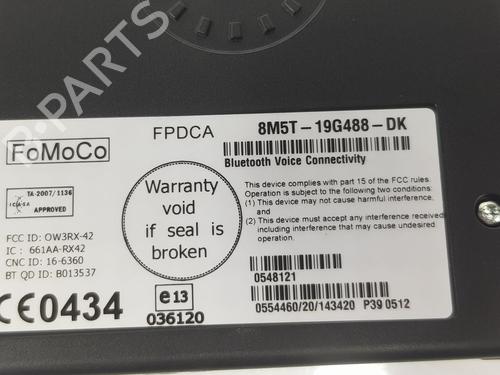 B-PARTS
FoMoCo
FPDCA
8M5T-19G488-DK
Bluetooth Voice Connectivity
ICASA
TA-2007/1136
APPROVED
Warranty
void
if seal is
broken
This device complies with part 15 of the FCC rules.
Operation is subject to the following two conditions:
(1) This device may not cause harmful interference,
and
(2) This device must accept any interference received,
including interference that may cause undesired
operation.
FCC ID: OW3RX-42
IC : 661AA-RX42
CNC ID: 16-6360
BT QD ID: B013537
CE0434
e13
036120
0548121
0554460/20/143420 P39 0512